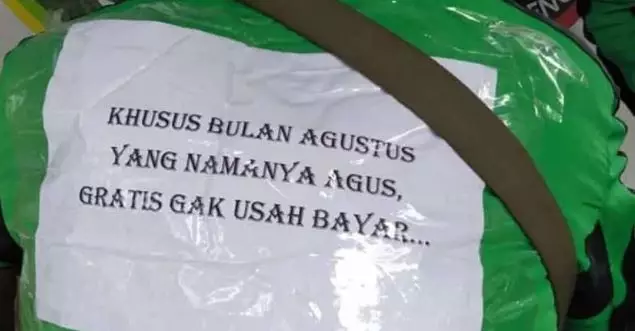 KHUSUS BULAN AGUSTUS
YANG NAMANYA AGUS,
GRATIS GAK USAH BAYAR...